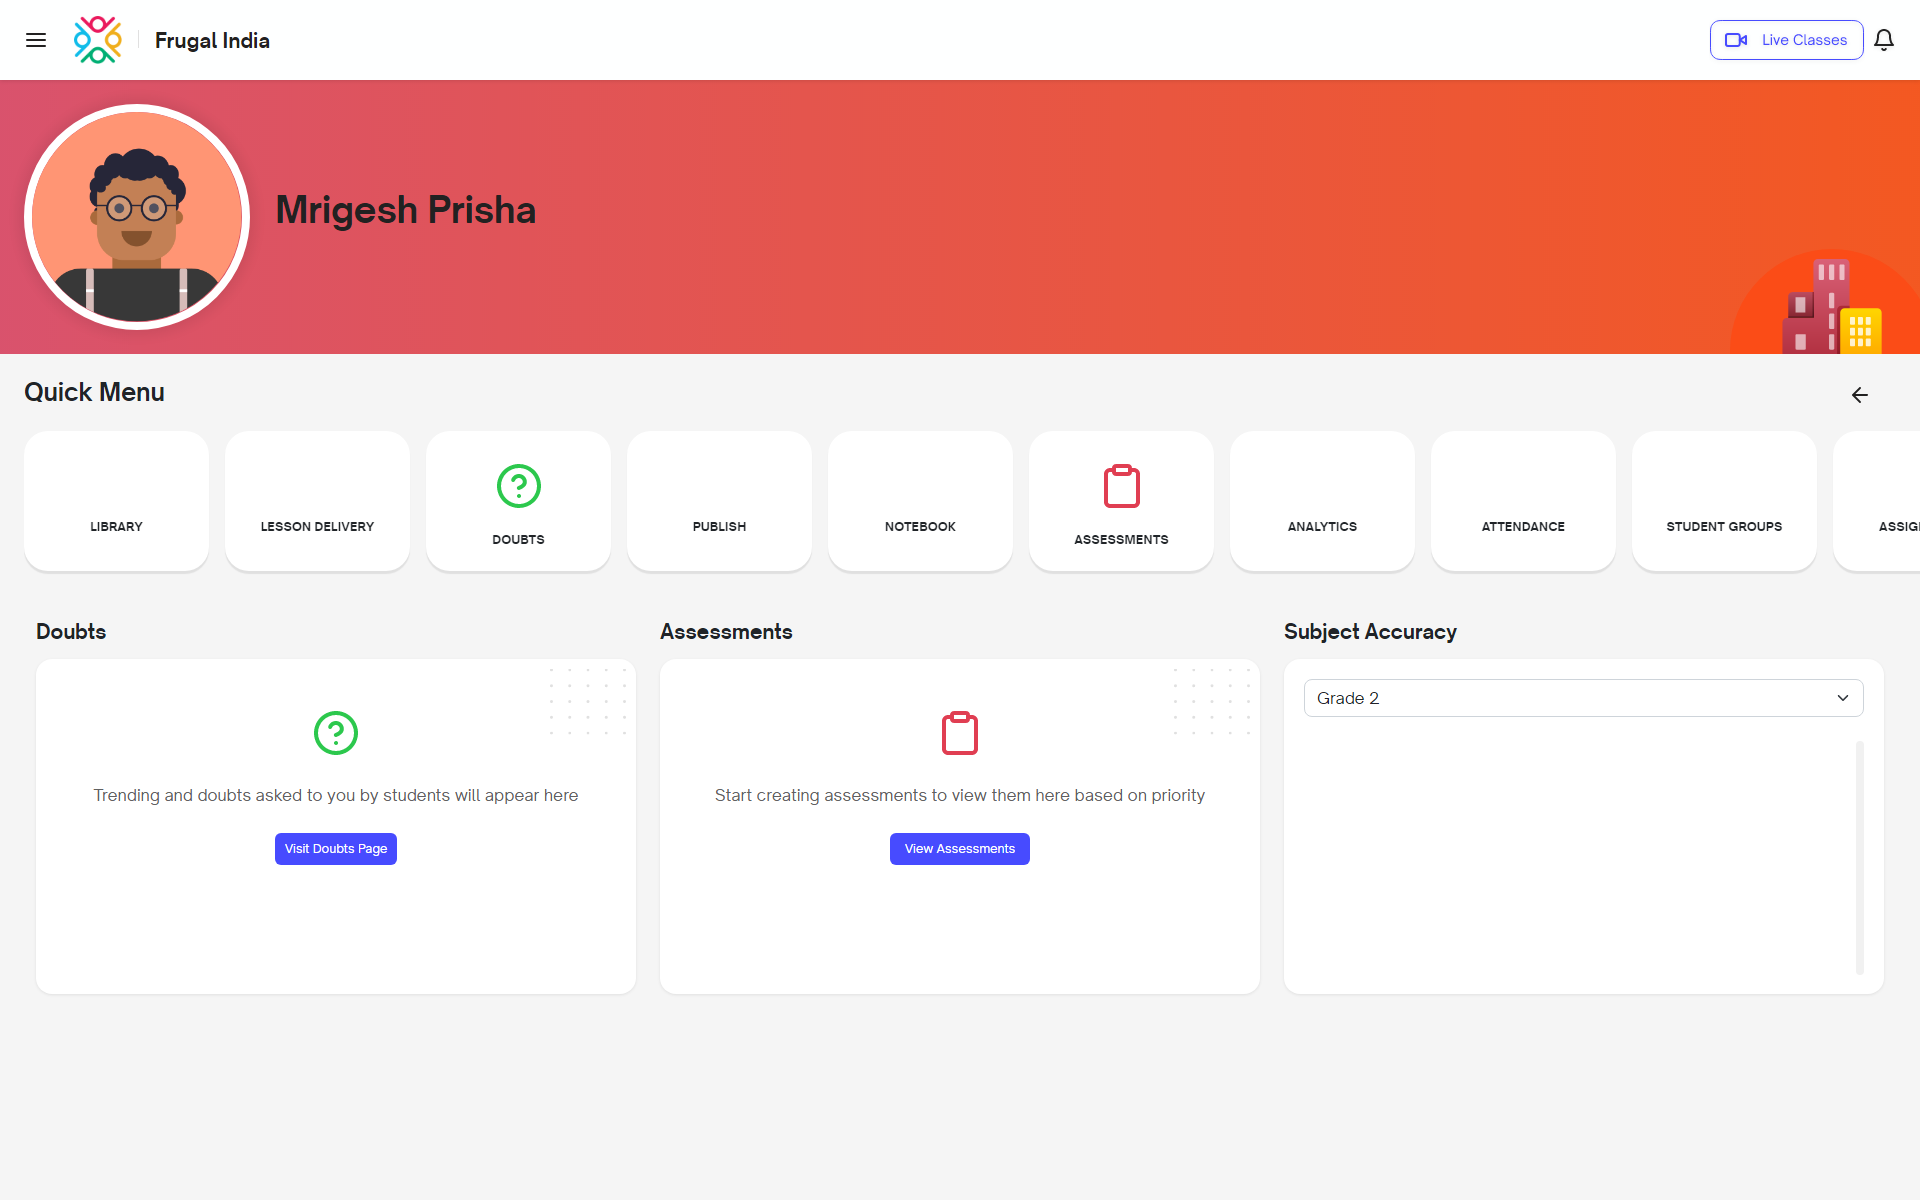 Frugal India
Live Classes
Mrigesh Prisha
Quick Menu
LIBRARY
LESSON DELIVERY
DOUBTS
PUBLISH
NOTEBOOK
ASSESSMENTS
ANALYTICS
ATTENDANCE
STUDENT GROUPS
Doubts
Trending and doubts asked to you by students will appear here
Visit Doubts Page
Assessments
Start creating assessments to view them here based on priority
View Assessments
Subject Accuracy
Grade 2